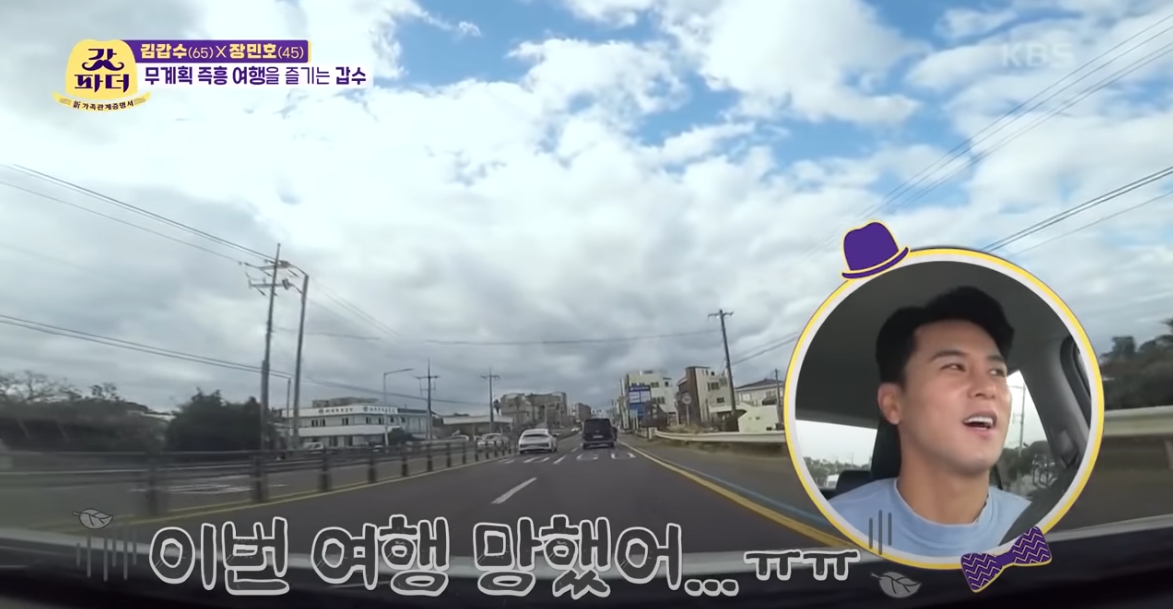 갓파더
新 가족관계증명서
김갑수(65) X 장민호(45)
무계획 즉흥 여행을 즐기는 갑수
KBS
이번 여행 망했어...ㅠㅠ